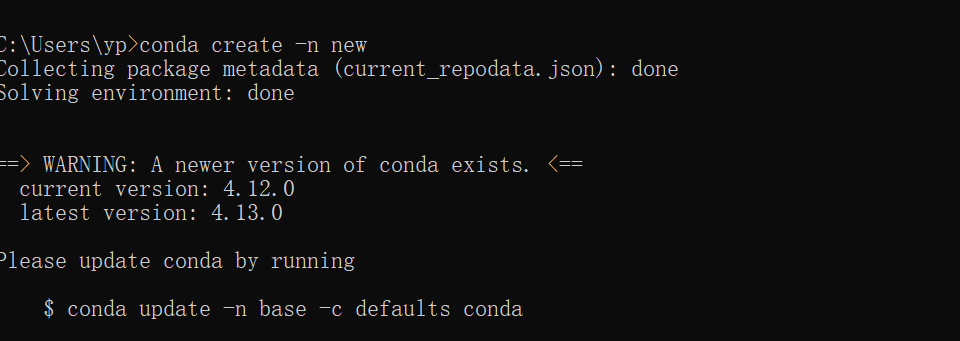 C:\Users\yp>conda create -n new
Collecting package metadata (current_repodata.json): done
Solving environment: done
==> WARNING: A newer version of conda exists. <==
current version: 4.12.0
latest version: 4.13.0
Please update conda by running
$ conda update -n base -c defaults conda